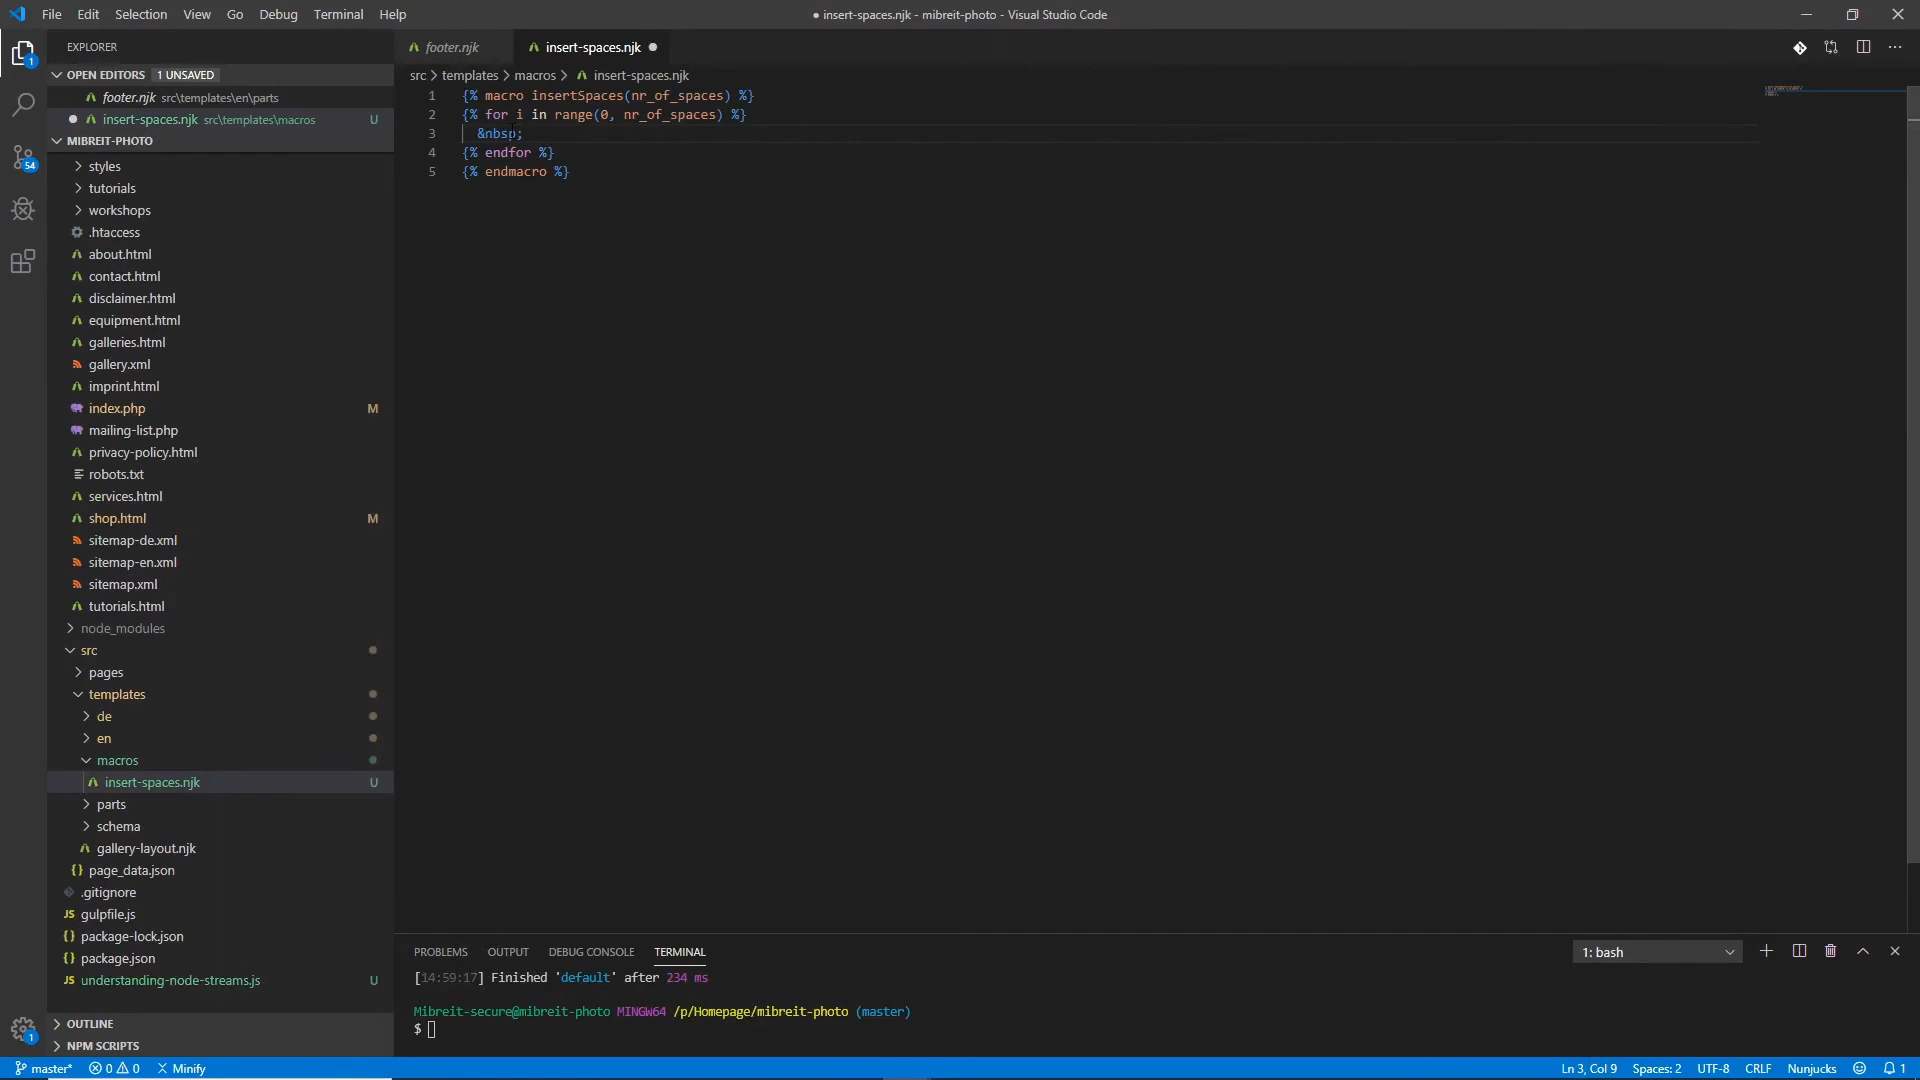 File Edit Selection View Go Debug Terminal Help
● insert-spaces.njk - mibreit-photo - Visual Studio Code
EXPLORER
OPEN EDITORS 1 UNSAVED
footer.njk src\templates\en\parts
insert-spaces.njk src\templates\macros U
MIBREIT-PHOTO
styles
tutorials
workshops
.htaccess
about.html
contact.html
disclaimer.html
equipment.html
galleries.html
gallery.xml
imprint.html
index.php M
mailing-list.php
privacy-policy.html
robots.txt
services.html
shop.html M
sitemap-de.xml
sitemap-en.xml
sitemap.xml
tutorials.html
node_modules
src
pages
templates
de
en
macros
insert-spaces.njk U
parts
schema
gallery-layout.njk
{} page_data.json
.gitignore
JS gulpfile.js
{} package-lock.json
{} package.json
JS understanding-node-streams.js U
OUTLINE
NPM SCRIPTS
1
54
1
footer.njk insert-spaces.njk
src > templates > macros > insert-spaces.njk
1 {% macro insertSpaces(nr_of_spaces) %}
2 {% for i in range(0, nr_of_spaces) %}
3 &nbsp;
4 {% endfor %}
5 {% endmacro %}
PROBLEMS OUTPUT DEBUG CONSOLE TERMINAL 1: bash
[14:59:17] Finished 'default' after 234 ms
Mibreit-secure@mibreit-photo MINGW64 /p/Homepage/mibreit-photo (master)
$
master* 0 0 Minify Ln 3, Col 9 Spaces: 2 UTF-8 CRLF Nunjucks 1